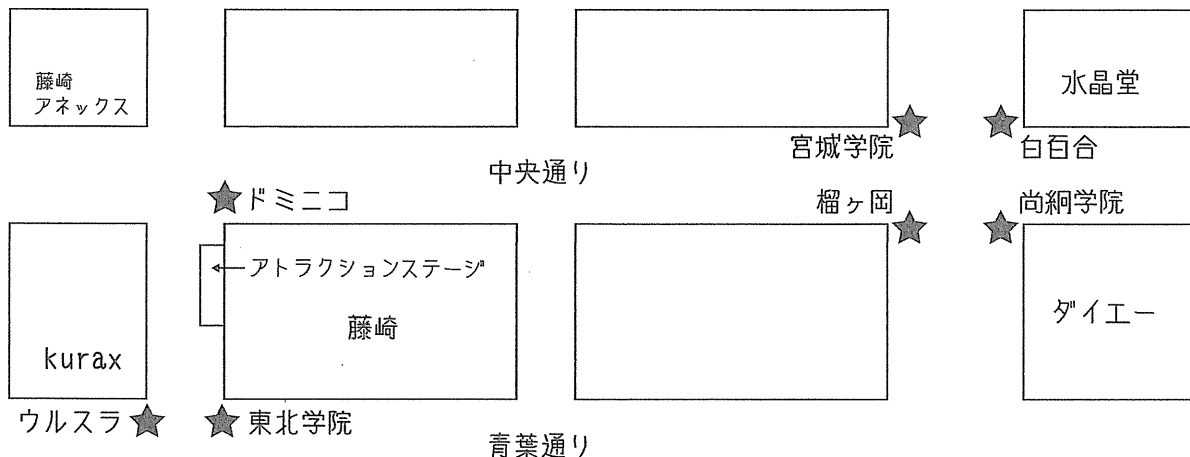 藤崎
アネックス
水晶堂
宮城学院
白百合
中央通り
ドミニコ
榴ヶ岡
尚絅学院
アトラクションステージ
藤崎
ダイエー
kurax
ウルスラ
東北学院
青葉通り